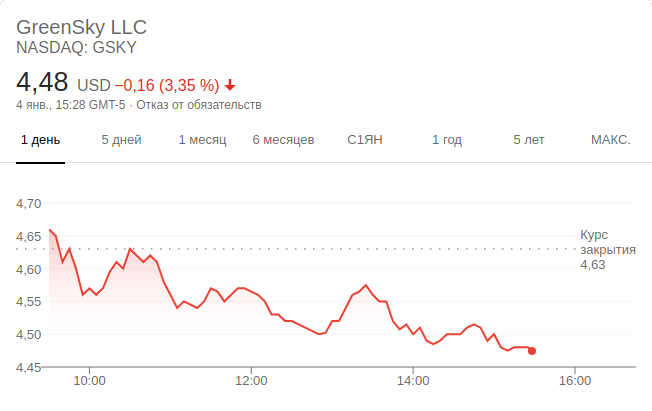 GreenSky LLC
NASDAQ: GSKY
4,48 USD −0,16 (3,35 %)
4 янв., 15:28 GMT-5 · Отказ от обязательств
1 день 5 дней 1 месяц 6 месяцев С1ЯН 1 год 5 лет МАКС.
4,70
4,65
Курс
закрытия
4,63
4,60
4,55
4,50
4,45
10:00 12:00 14:00 16:00